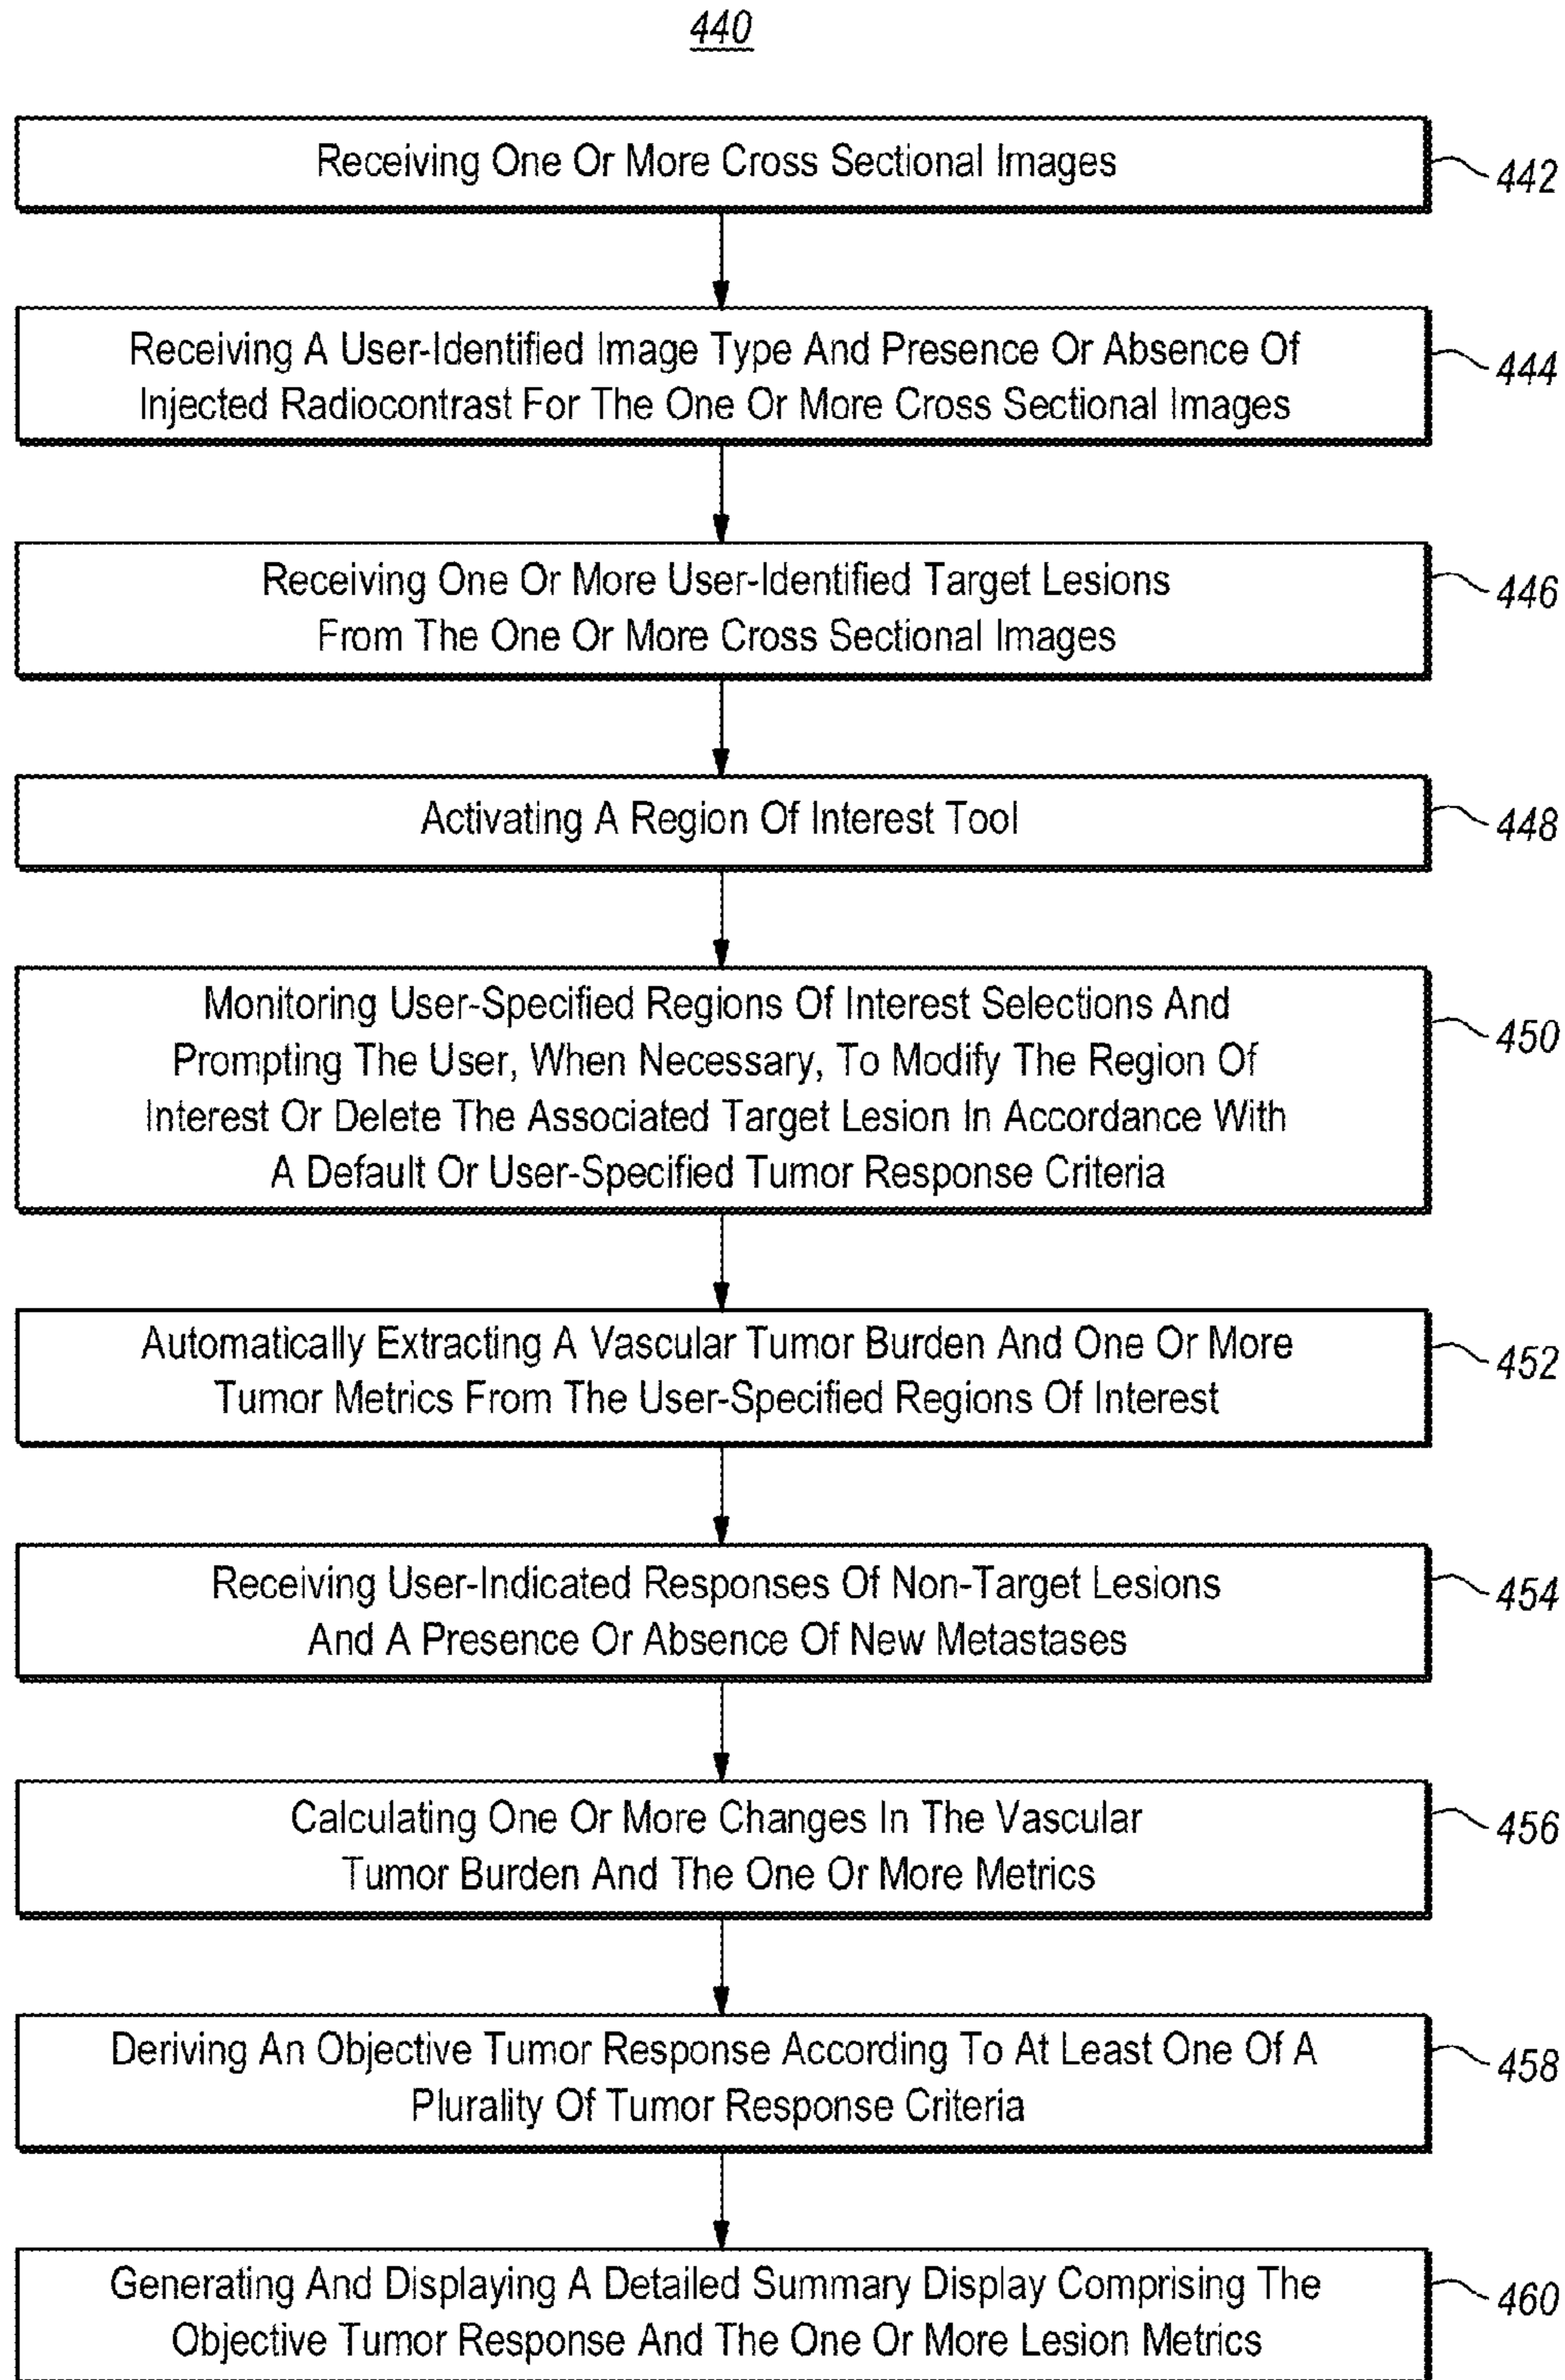 440
Receiving One Or More Cross Sectional Images
442
Receiving A User-Identified Image Type And Presence Or Absence Of
Injected Radiocontrast For The One Or More Cross Sectional Images
444
Receiving One Or More User-Identified Target Lesions
From The One Or More Cross Sectional Images
446
Activating A Region Of Interest Tool
448
Monitoring User-Specified Regions Of Interest Selections And
Prompting The User, When Necessary, To Modify The Region Of
Interest Or Delete The Associated Target Lesion In Accordance With
A Default Or User-Specified Tumor Response Criteria
450
Automatically Extracting A Vascular Tumor Burden And One Or More
Tumor Metrics From The User-Specified Regions Of Interest
452
Receiving User-Indicated Responses Of Non-Target Lesions
And A Presence Or Absence Of New Metastases
454
Calculating One Or More Changes In The Vascular
Tumor Burden And The One Or More Metrics
456
Deriving An Objective Tumor Response According To At Least One Of A
Plurality Of Tumor Response Criteria
458
Generating And Displaying A Detailed Summary Display Comprising The
Objective Tumor Response And The One Or More Lesion Metrics
460